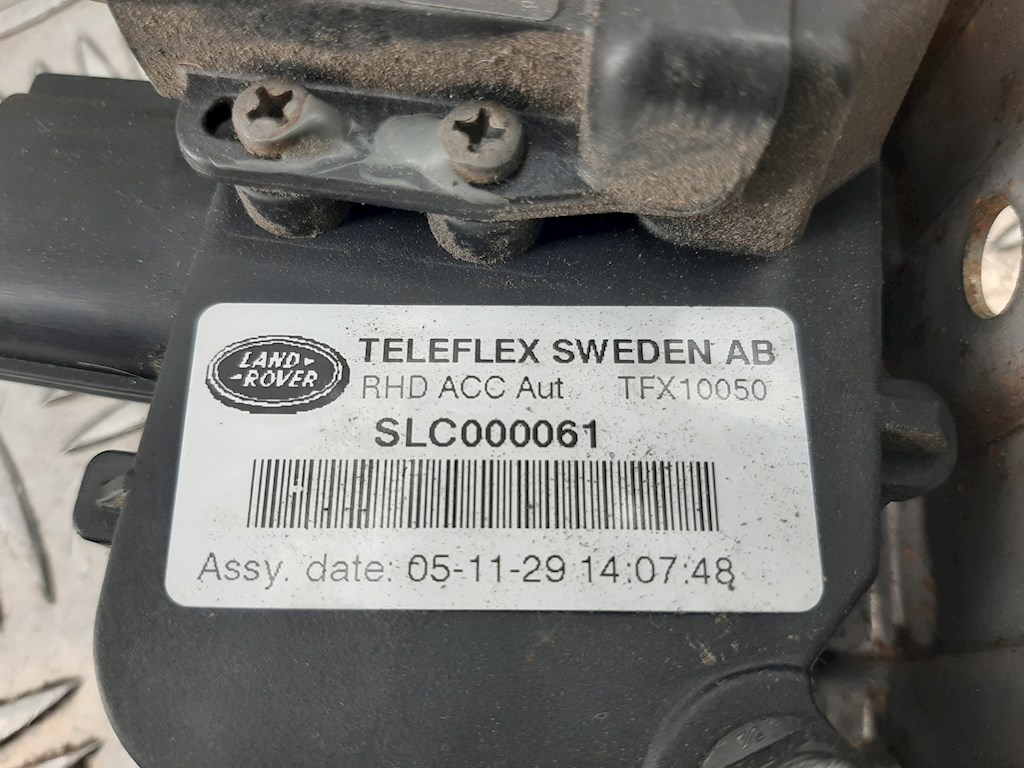 LAND-
-ROVER
TELEFLEX SWEDEN AB
RHD ACC Aut TFX10050
SLC000061
Assy. date: 05-11-29 14:07:48